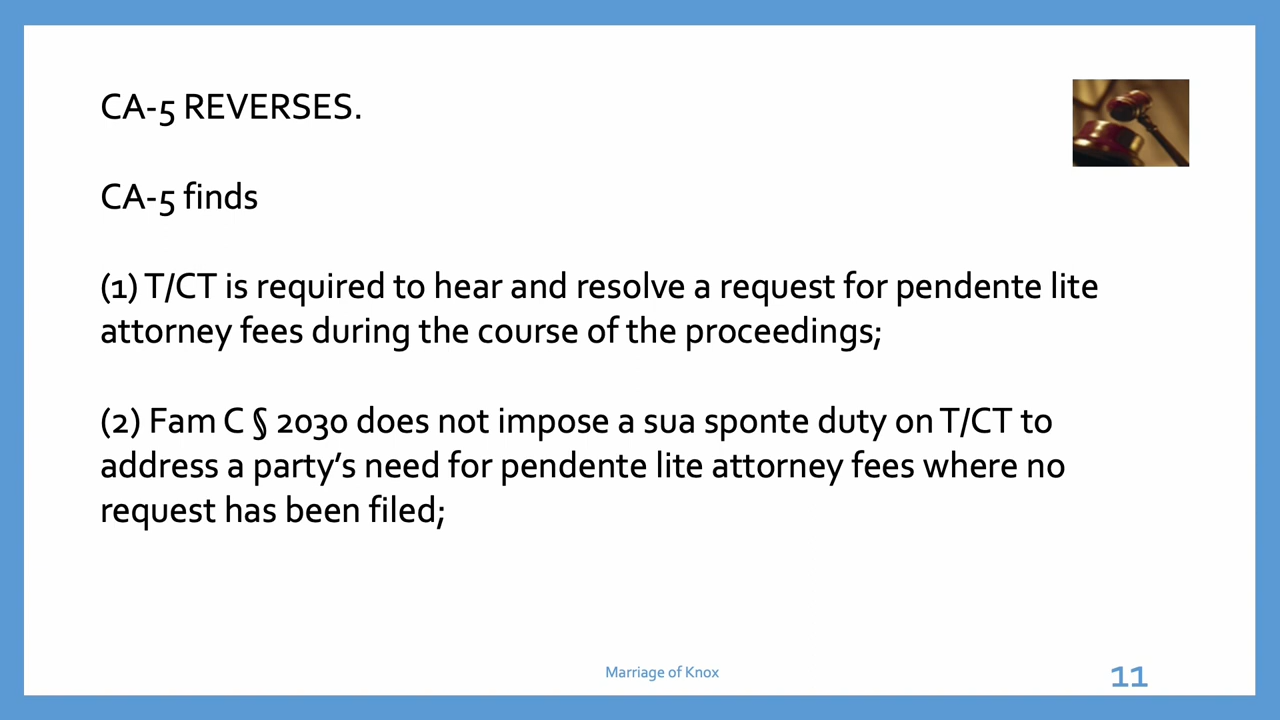 CA-5 REVERSES.
CA-5 finds
(1) T/CT is required to hear and resolve a request for pendente lite
attorney fees during the course of the proceedings;
(2) Fam C § 2030 does not impose a sua sponte duty on T/CT to
address a party’s need for pendente lite attorney fees where no
request has been filed;
Marriage of Knox
11